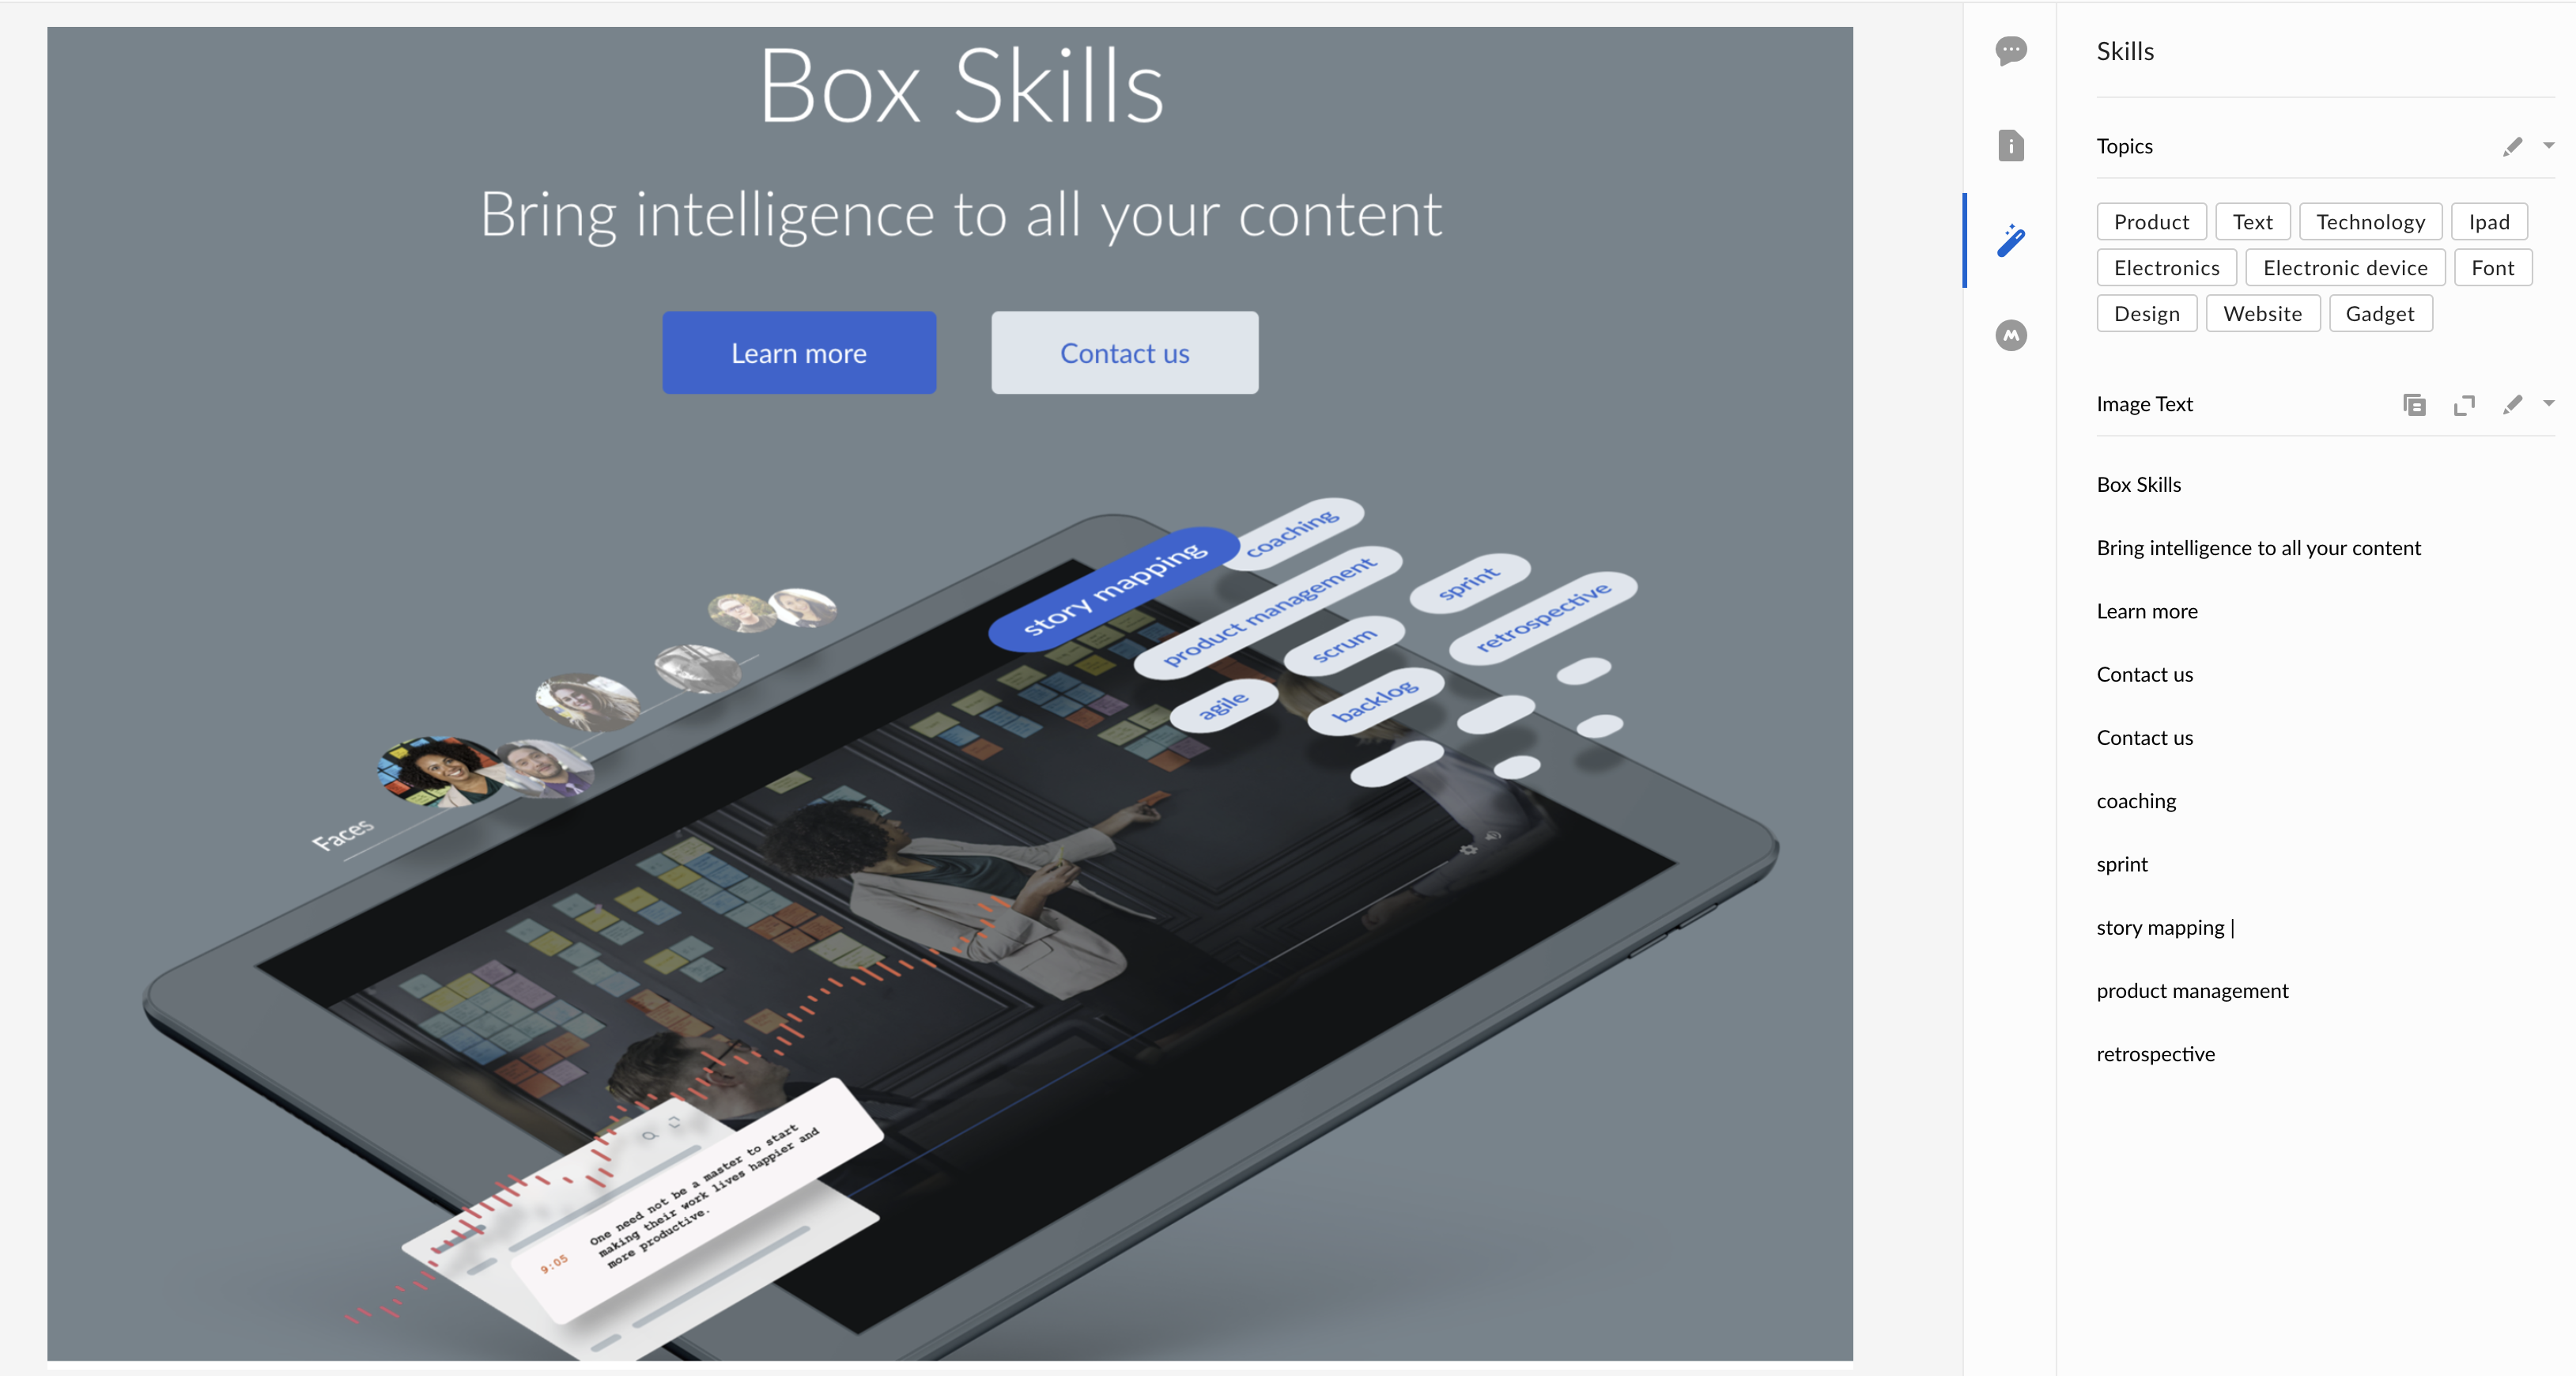 Box Skills
Bring intelligence to all your content
Learn more
Contact us
coaching
story mapping
sprint
product management
retrospective
scrum
agile
backlog
Faces
One need not be a master to start
making their work lives happier and
more productive.
9:05
Skills
Topics
Product
Text
Technology
Ipad
Electronics
Electronic device
Font
Design
Website
Gadget
Image Text
Box Skills
Bring intelligence to all your content
Learn more
Contact us
Contact us
coaching
sprint
story mapping |
product management
retrospective